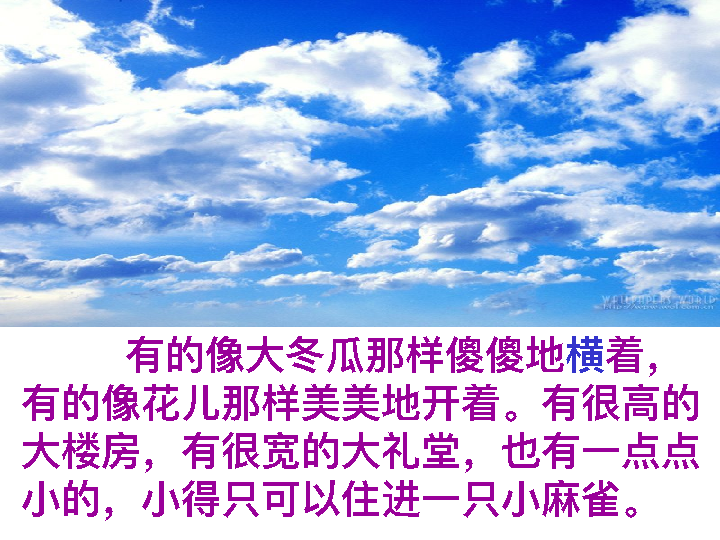 有的像大冬瓜那样傻傻地横着，
有的像花儿那样美美地开着。有很高的
大楼房，有很宽的大礼堂，也有一点点
小的，小得只可以住进一只小麻雀。